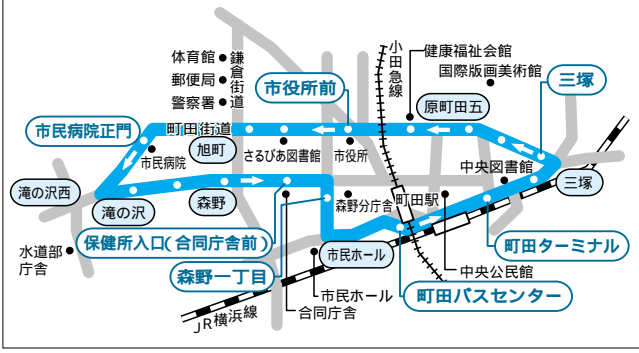 体育館
郵便局
警察署
鎌倉街道
小田急線
健康福祉会館
国際版画美術館
市役所前
原町田五
三塚
市民病院正門
町田街道
旭町
さるびあ図書館
市役所
市民病院
中央図書館
三塚
滝の沢西
滝の沢
森野
森野分庁舎
町田駅
保健所入口(合同庁舎前)
町田ターミナル
水道部
庁舎
市民ホール
森野一丁目
中央公民館
町田バスセンター
市民ホール
合同庁舎
JR横浜線